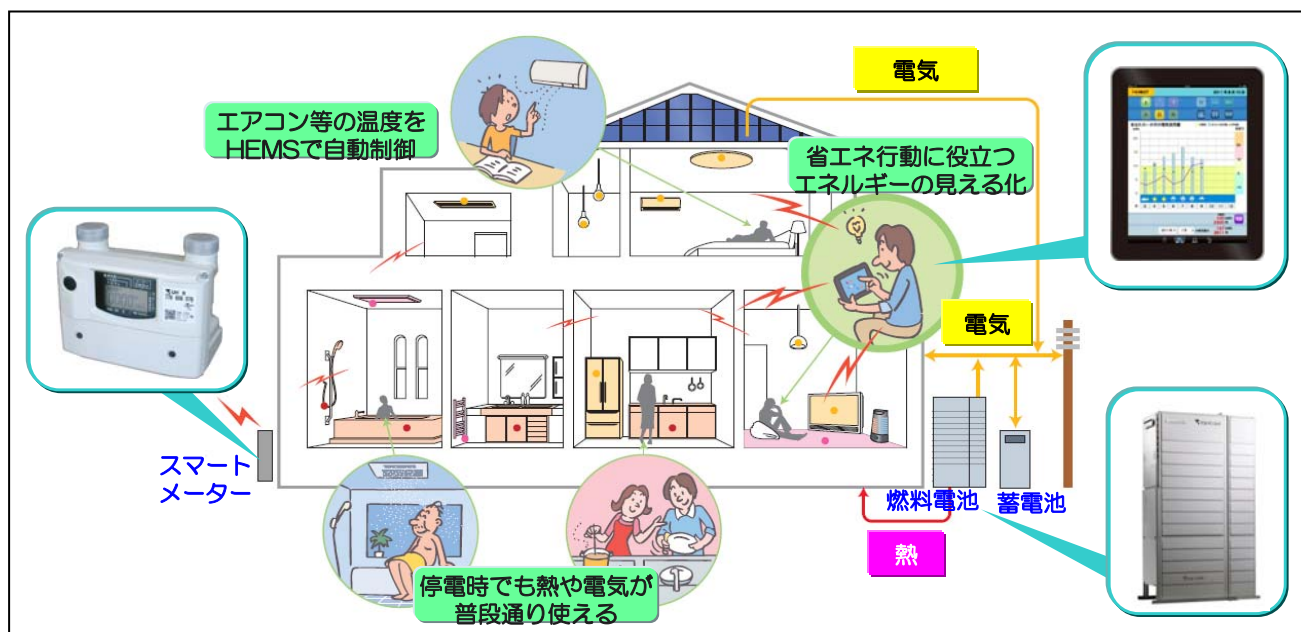 電気
エアコン等の温度を
HEMSで自動制御
省エネ行動に役立つ
エネルギーの見える化
電気
スマート
メーター
燃料電池
蓄電池
熱
停電時でも熱や電気が
普段通り使える